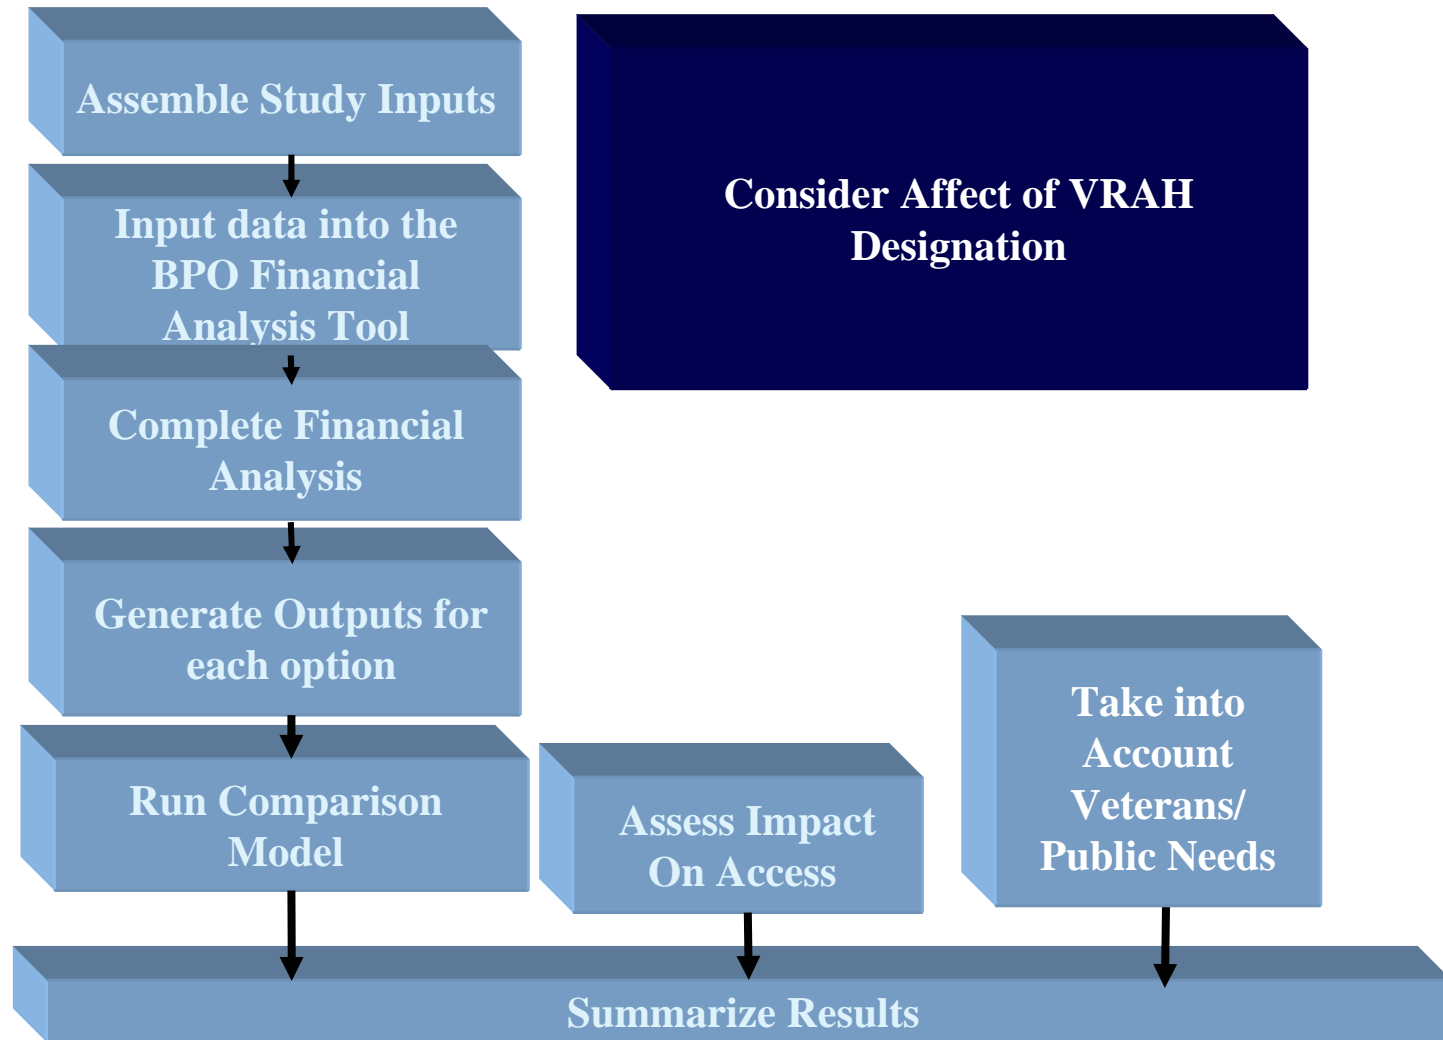 Assemble Study Inputs
Input data into the
BPO Financial
Analysis Tool
Complete Financial
Analysis
Generate Outputs for
each option
Run Comparison
Model
Consider Affect of VRAH
Designation
Assess Impact
On Access
Take into
Account
Veterans/
Public Needs
Summarize Results